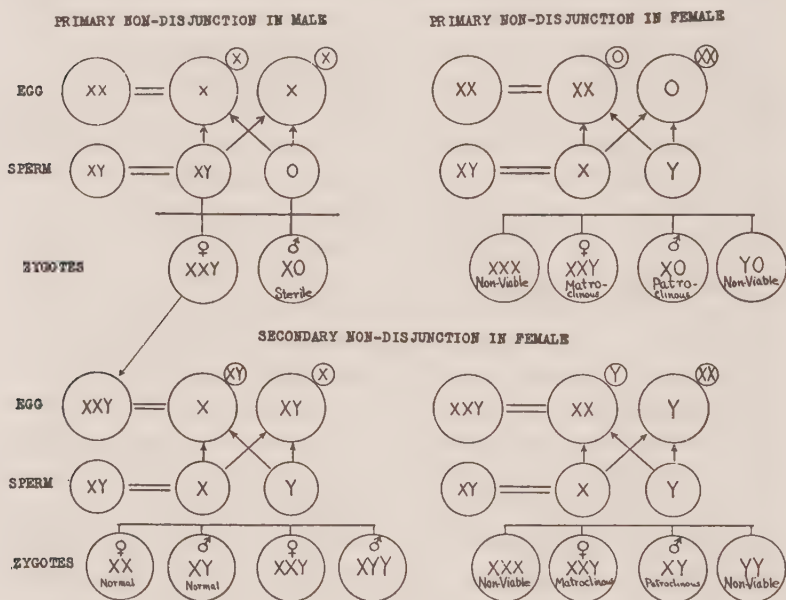 PRIMARY NON-DISJUNCTION IN MALE
PRIMARY NON-DISJUNCTION IN FEMALE
X X O XX
EGG XX X X XX XX O
SPERM XY XY O XY X Y
ZYGOTES ♀ XXY ♂ XO Sterile
XXX Non-Viable ♀ XXY Matro-clinous ♂ XO Patro-clinous YO Non-Viable
SECONDARY NON-DISJUNCTION IN FEMALE
XY X Y XX
EGG XXY X XY XXY XX Y
SPERM XY X Y XY X Y
ZYGOTES ♀ XX Normal ♂ XY Normal ♀ XXY ♂ XYY
XXX Non-Viable ♀ XXY Matroclinous ♂ XY Patroclinous YY Non-Viable